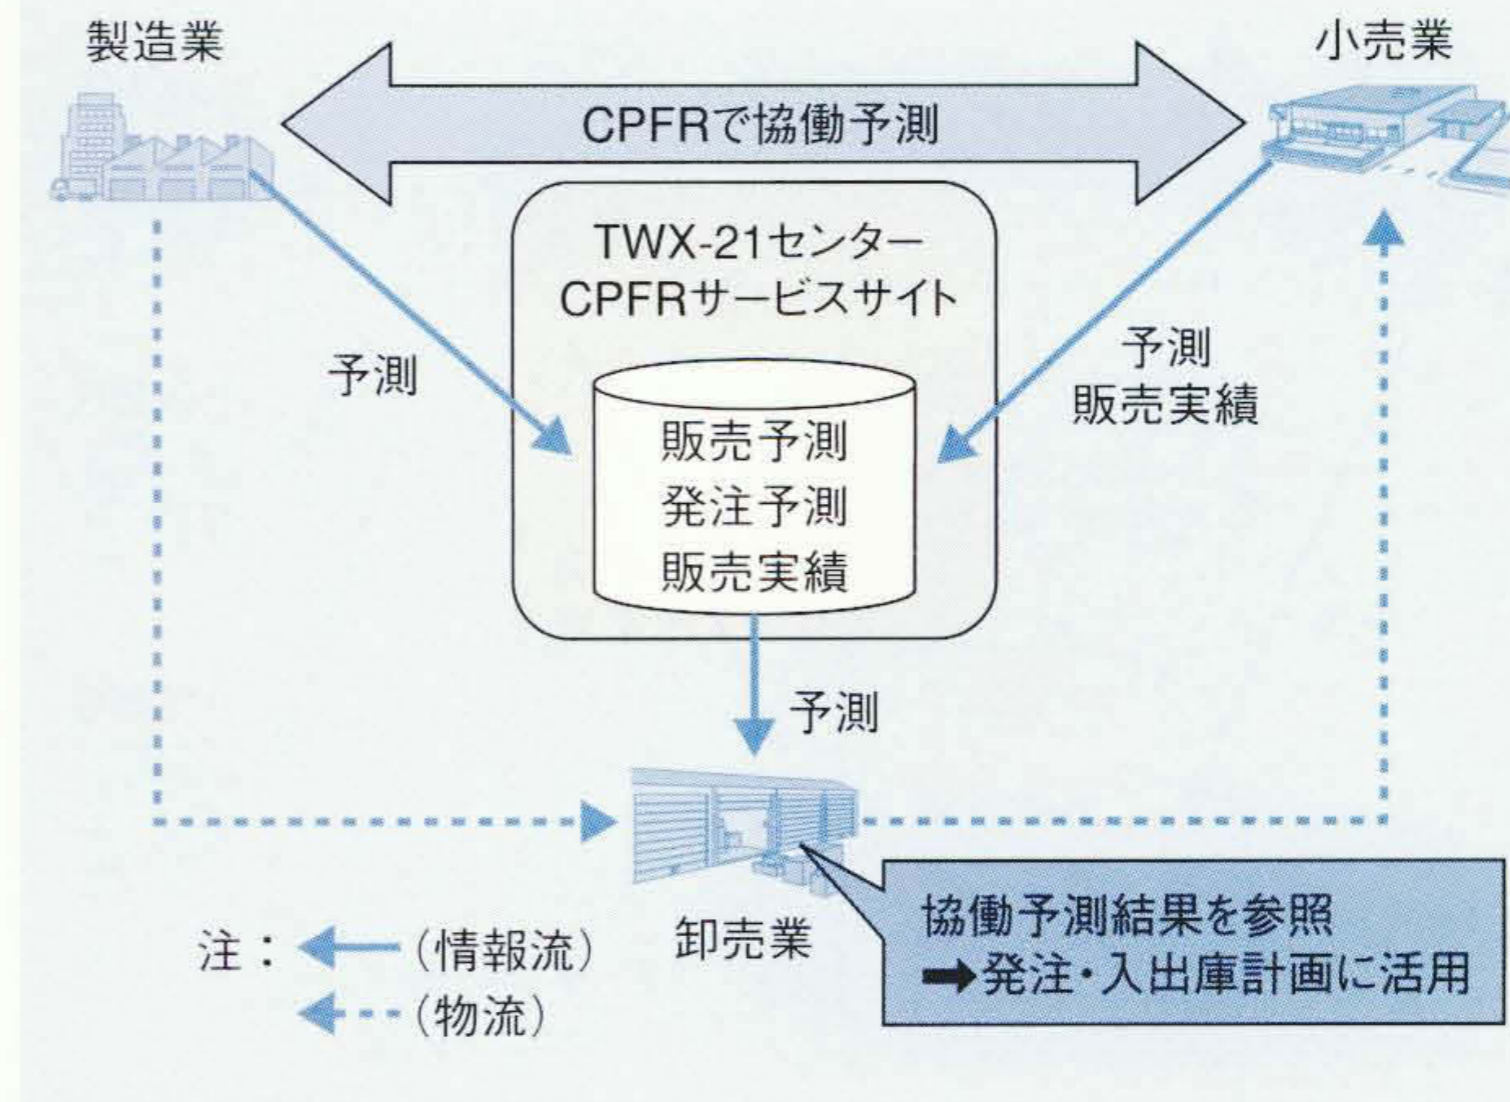 製造業
小売業
CPFRで協働予測
TWX-21センター
CPFRサービスサイト
予測
予測
販売実績
販売予測
発注予測
販売実績
予測
卸売業
協働予測結果を参照
➡発注・入出庫計画に活用
注：（情報流）
（物流）